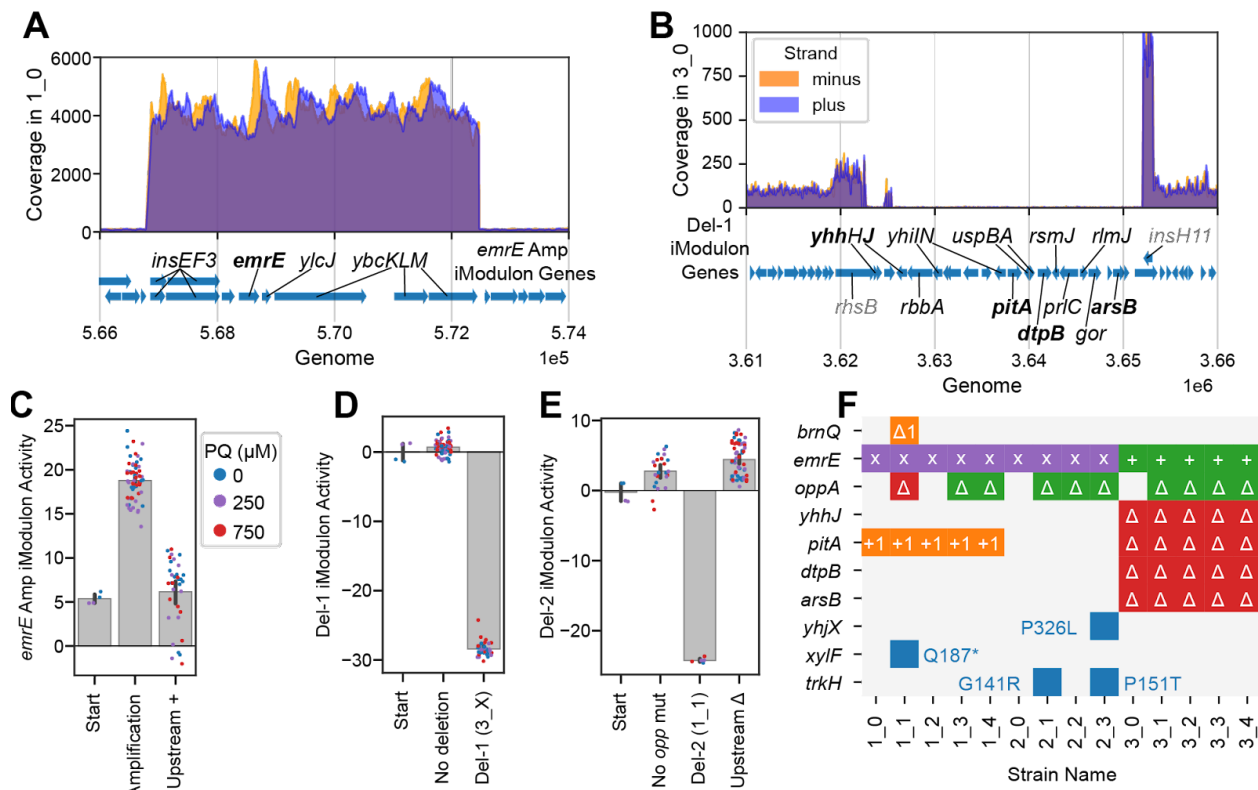 A
6000
4000
2000
0
Coverage in 1_0
insEF3
emrE
ylcJ
ybcKLM
emrE Amp
iModulon Genes
5.66
5.68
5.70
5.72
5.74
1e5
Genome
B
1000
750
500
250
0
Coverage in 3_0
Strand
minus
plus
Del-1
iModulon
Genes
yhhHJ
yhiIN
uspBA
rsmJ
rlmJ
insH11
rhsB
rbbA
pitA
prlC
arsB
dtpB
gor
3.61
3.62
3.63
3.64
3.65
3.66
1e6
Genome
C
25
20
15
10
5
0
emrE Amp iModulon Activity
Start
Amplification
Upstream +
PQ (μM)
0
250
750
D
0
−10
−20
−30
Del-1 iModulon Activity
Start
No deletion
Del-1 (3_X)
E
10
0
−10
−20
Del-2 iModulon Activity
Start
No opp mut
Del-2 (1_1)
Upstream Δ
F
brnQ Δ1
emrE x x x x x x x x x + + + + +
oppA Δ Δ Δ Δ Δ Δ Δ Δ Δ Δ
yhhJ Δ Δ Δ Δ Δ
pitA +1 +1 +1 +1 +1 Δ Δ Δ Δ Δ
dtpB Δ Δ Δ Δ Δ
arsB Δ Δ Δ Δ Δ
yhjX P326L
xylF Q187*
trkH G141R P151T
1_0 1_1 1_2 1_3 1_4 2_0 2_1 2_2 2_3 3_0 3_1 3_2 3_3 3_4
Strain Name